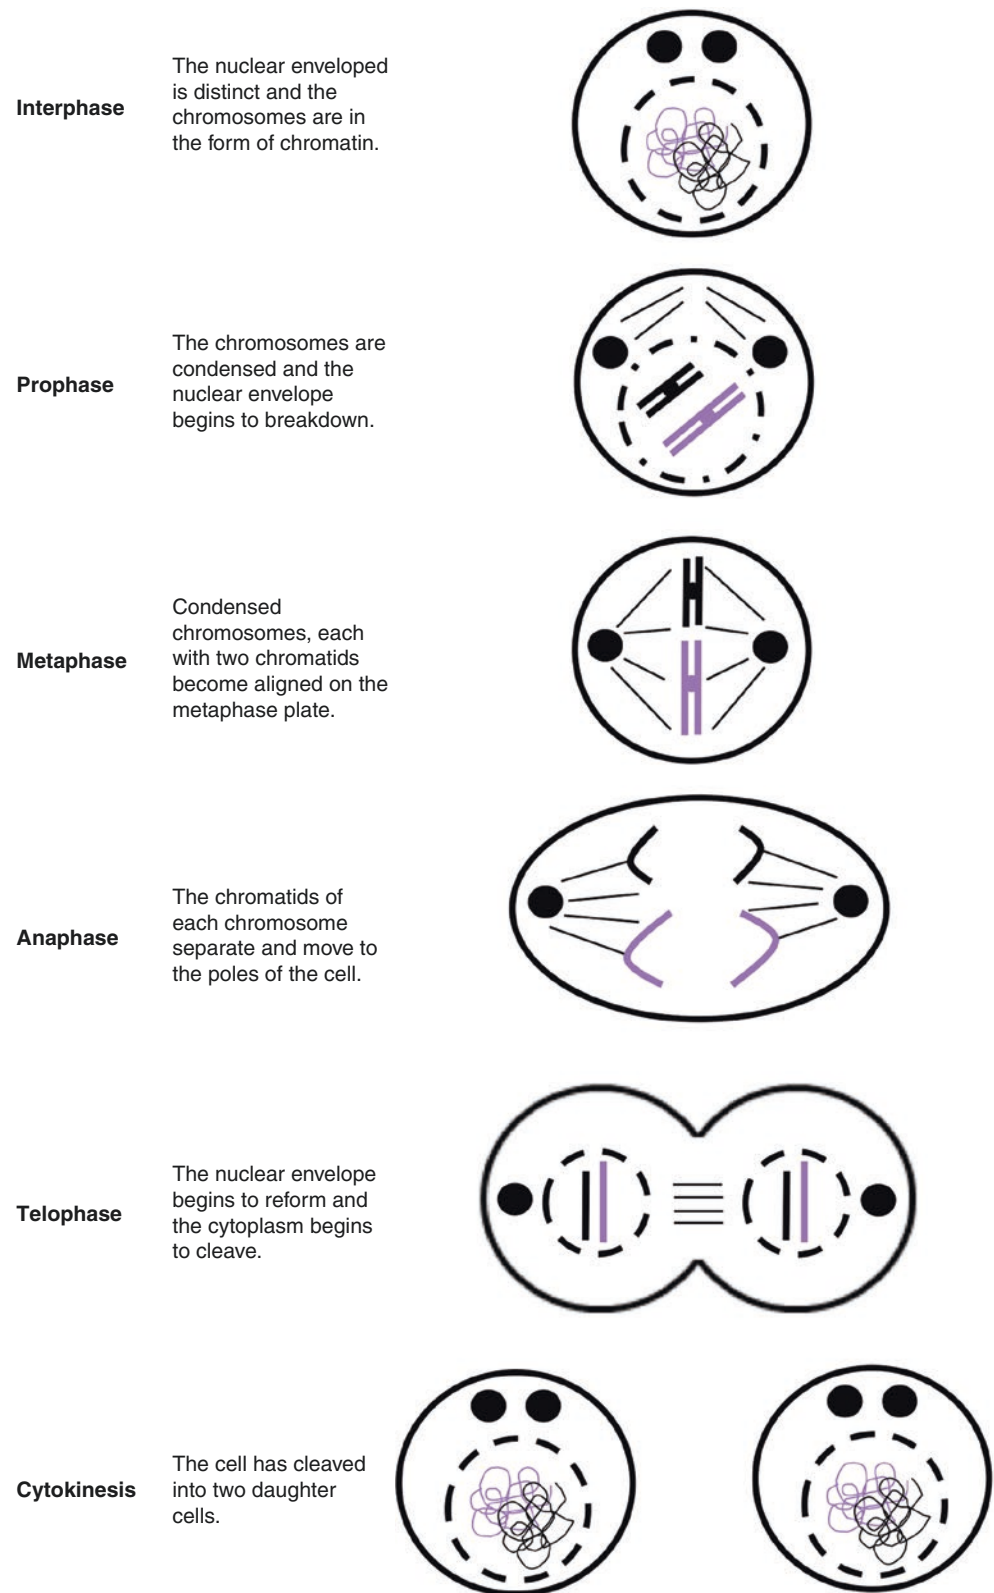 Interphase
The nuclear enveloped
is distinct and the
chromosomes are in
the form of chromatin.
Prophase
The chromosomes are
condensed and the
nuclear envelope
begins to breakdown.
Metaphase
Condensed
chromosomes, each
with two chromatids
become aligned on the
metaphase plate.
Anaphase
The chromatids of
each chromosome
separate and move to
the poles of the cell.
Telophase
The nuclear envelope
begins to reform and
the cytoplasm begins
to cleave.
Cytokinesis
The cell has cleaved
into two daughter
cells.